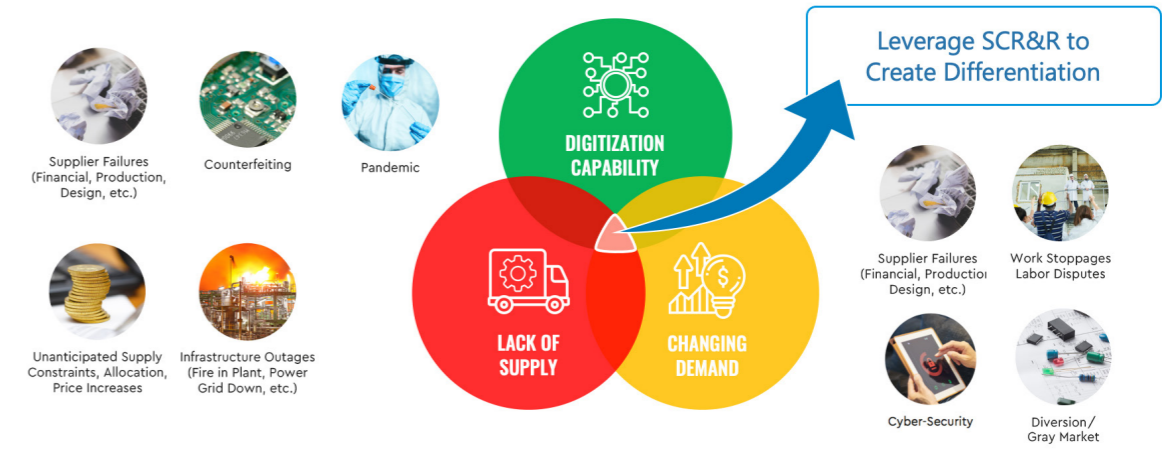 Leverage SCR&R to
Create Differentiation
Supplier Failures
(Financial, Production,
Design, etc.)
Counterfeiting
Pandemic
DIGITIZATION
CAPABILITY
Supplier Failures
(Financial, Productio
Design, etc.)
Work Stoppages
Labor Disputes
Unanticipated Supply
Constraints, Allocation,
Price Increases
Infrastructure Outages
(Fire in Plant, Power
Grid Down, etc.)
LACK OF
SUPPLY
$
CHANGING
DEMAND
Cyber-Security
Diversion/
Gray Market